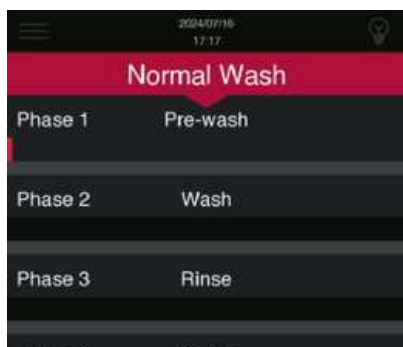 2024/07/16
17:17
Normal Wash
Phase 1 Pre-wash
Phase 2 Wash
Phase 3 Rinse